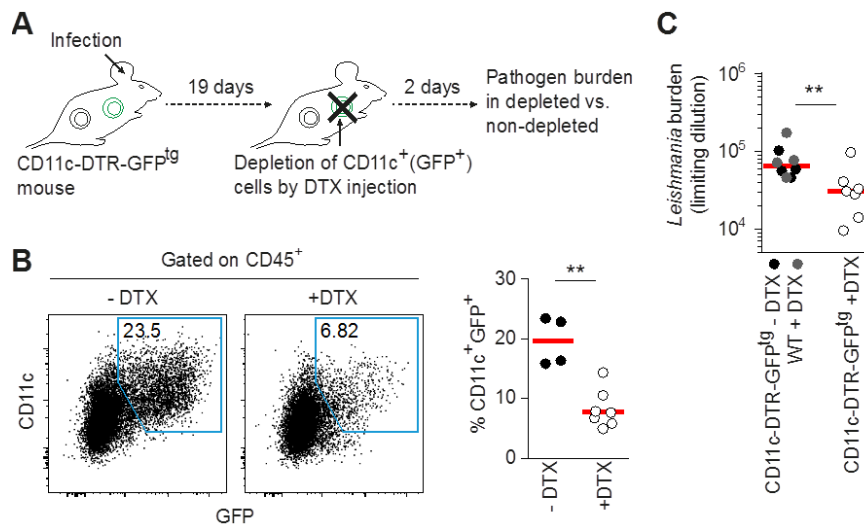 A
Infection
19 days
2 days
Pathogen burden
in depleted vs.
non-depleted
CD11c-DTR-GFPtg
mouse
Depletion of CD11c+(GFP+)
cells by DTX injection
B
Gated on CD45+
- DTX
+DTX
23.5
6.82
CD11c
GFP
**
30
20
10
0
% CD11c+GFP+
- DTX
+DTX
C
**
10^6
10^5
10^4
Leishmania burden
(limiting dilution)
CD11c-DTR-GFPtg - DTX
WT + DTX
CD11c-DTR-GFPtg +DTX